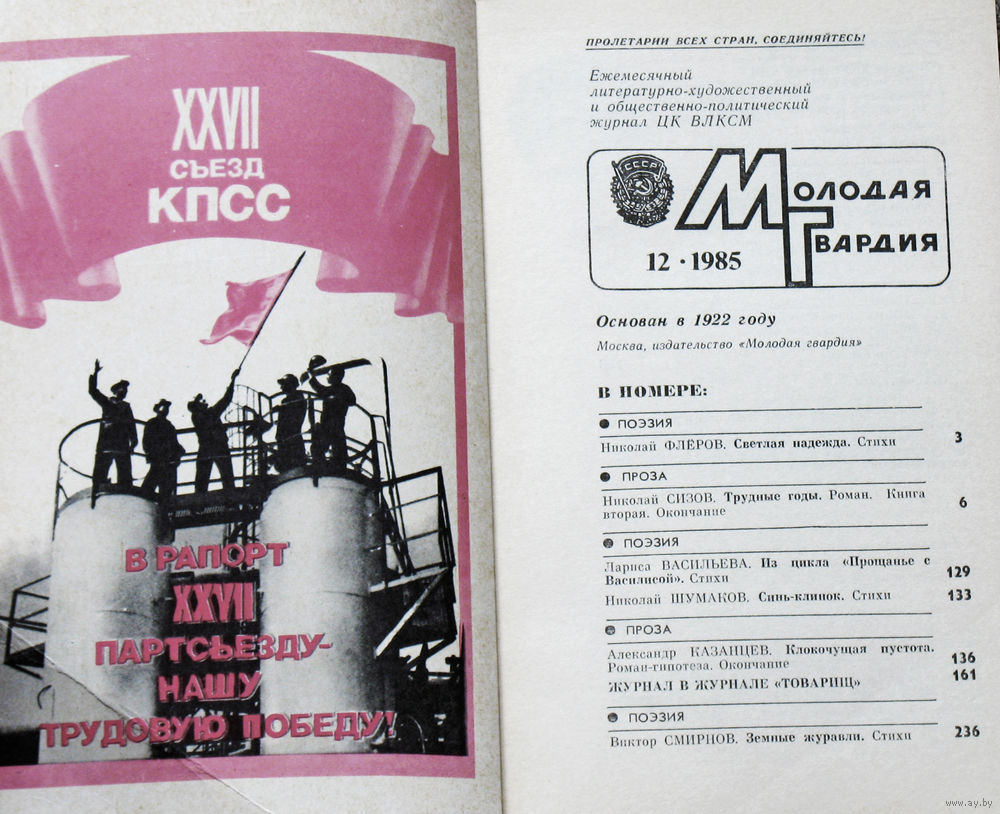 XXVII
СЪЕЗД
КПСС
В РАПОРТ
XXVII
ПАРТСЪЕЗДУ-
НАШУ
ТРУДОВУЮ ПОБЕДУ!
ПРОЛЕТАРИИ ВСЕХ СТРАН, СОЕДИНЯЙТЕСЬ!
Ежемесячный
литературно-художественный
и общественно-политический
журнал ЦК ВЛКСМ
СССР
МОЛОДАЯ
ГВАРДИЯ
12 · 1985
Основан в 1922 году
Москва, издательство «Молодая гвардия»
В НОМЕРЕ:
● ПОЭЗИЯ
Николай ФЛЁРОВ. Светлая надежда. Стихи 3
● ПРОЗА
Николай СИЗОВ. Трудные годы. Роман. Книга
вторая. Окончание 6
● ПОЭЗИЯ
Лариса ВАСИЛЬЕВА. Из цикла «Прощанье с
Василисой». Стихи 129
Николай ШУМАКОВ. Синь-клинок. Стихи 133
● ПРОЗА
Александр КАЗАНЦЕВ. Клокочущая пустота.
Роман-гипотеза. Окончание 136
ЖУРНАЛ В ЖУРНАЛЕ «ТОВАРИЩ» 161
● ПОЭЗИЯ
Виктор СМИРНОВ. Земные журавли. Стихи 236
www.ay.by